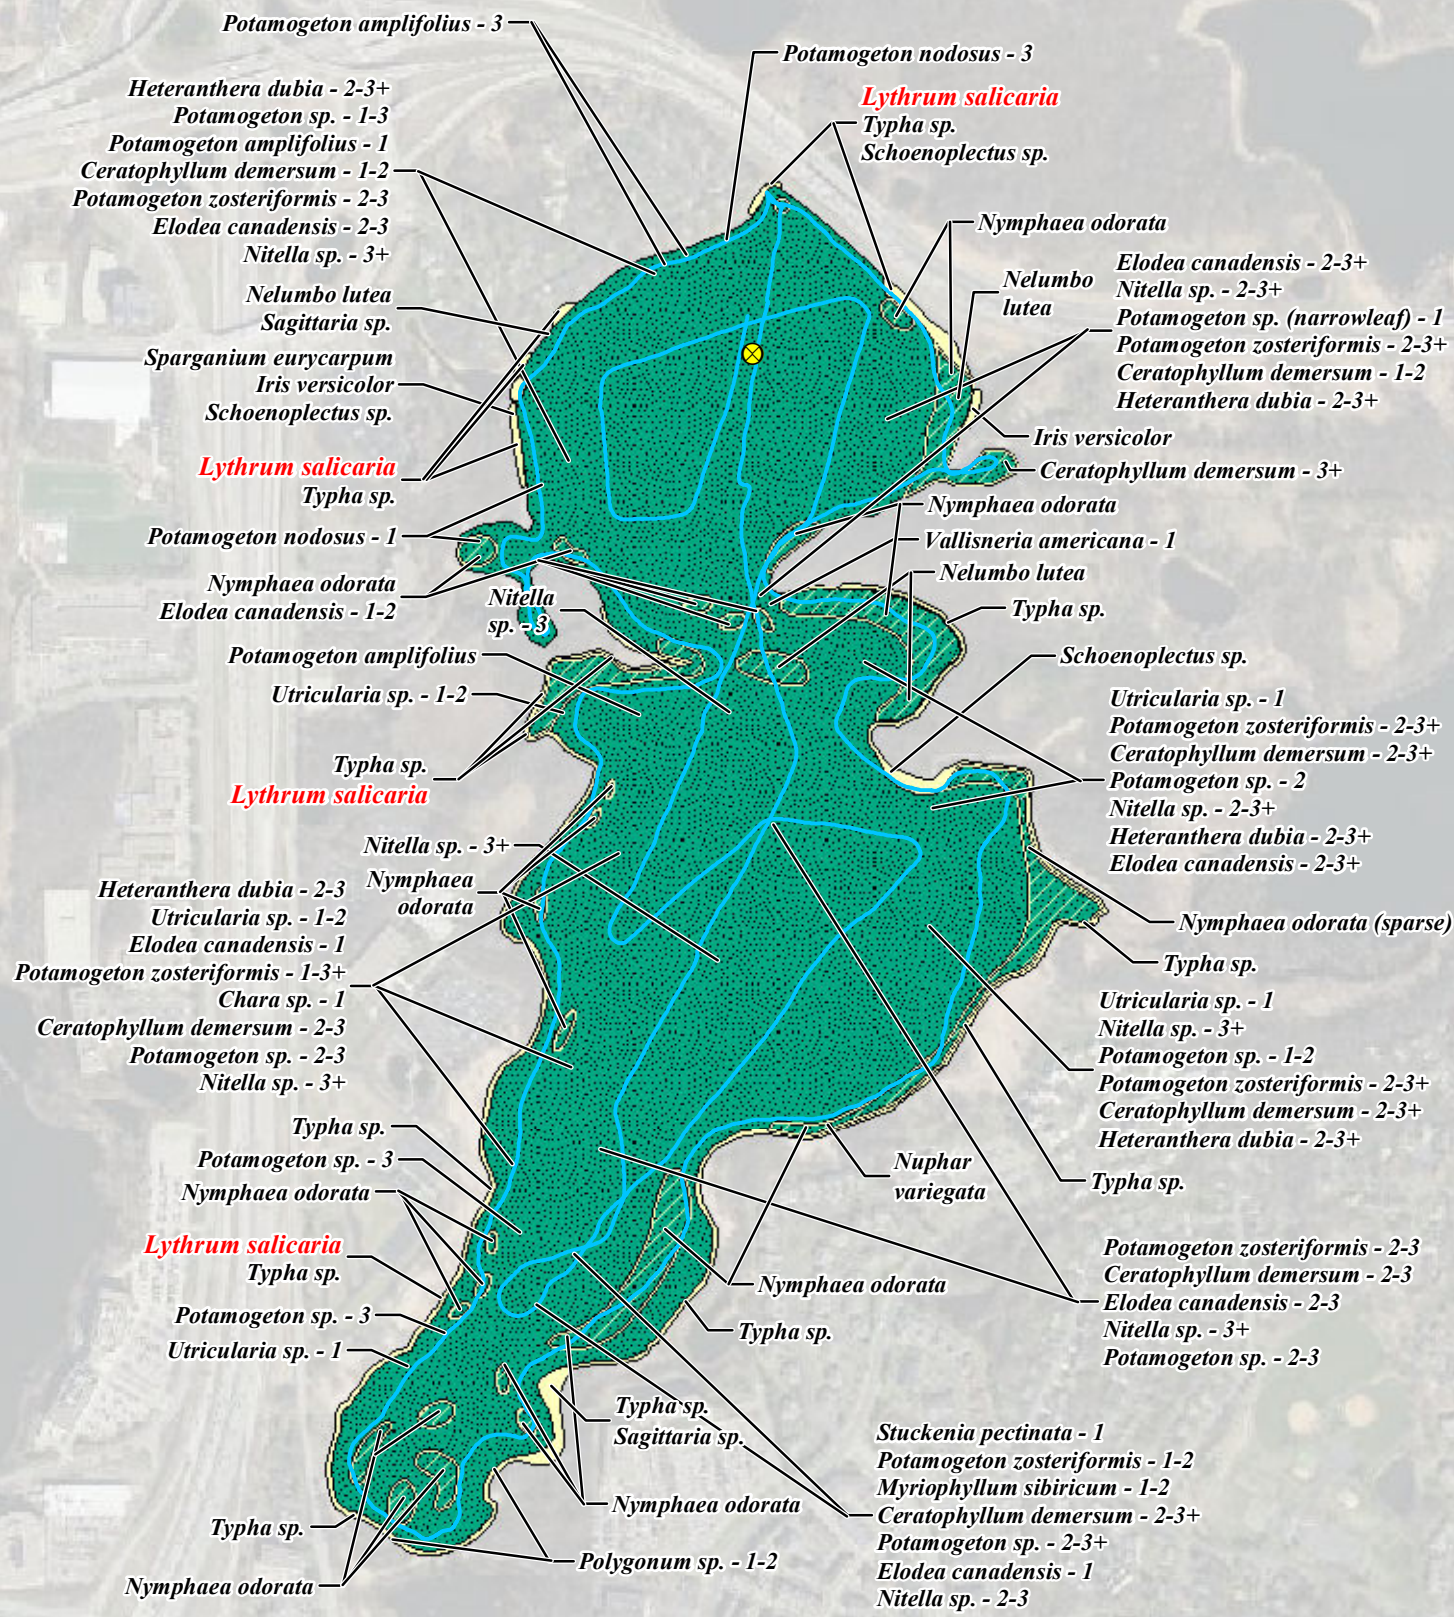 Potamogeton amplifolius - 3
Potamogeton nodosus - 3
Heteranthera dubia - 2-3+
Potamogeton sp. - 1-3
Potamogeton amplifolius - 1
Ceratophyllum demersum - 1-2
Potamogeton zosteriformis - 2-3
Elodea canadensis - 2-3
Nitella sp. - 3+
Lythrum salicaria
Typha sp.
Schoenoplectus sp.
Nymphaea odorata
Nelumbo
lutea
Elodea canadensis - 2-3+
Nitella sp. - 2-3+
Potamogeton sp. (narrowleaf) - 1
Potamogeton zosteriformis - 2-3+
Ceratophyllum demersum - 1-2
Heteranthera dubia - 2-3+
Nelumbo lutea
Sagittaria sp.
Sparganium eurycarpum
Iris versicolor
Schoenoplectus sp.
Iris versicolor
Ceratophyllum demersum - 3+
Lythrum salicaria
Typha sp.
Nymphaea odorata
Potamogeton nodosus - 1
Vallisneria americana - 1
Nelumbo lutea
Nymphaea odorata
Elodea canadensis - 1-2
Nitella
sp. - 3
Typha sp.
Potamogeton amplifolius
Schoenoplectus sp.
Utricularia sp. - 1-2
Utricularia sp. - 1
Potamogeton zosteriformis - 2-3+
Ceratophyllum demersum - 2-3+
Potamogeton sp. - 2
Nitella sp. - 2-3+
Heteranthera dubia - 2-3+
Elodea canadensis - 2-3+
Typha sp.
Lythrum salicaria
Nitella sp. - 3+
Nymphaea
odorata
Heteranthera dubia - 2-3
Utricularia sp. - 1-2
Elodea canadensis - 1
Potamogeton zosteriformis - 1-3+
Chara sp. - 1
Ceratophyllum demersum - 2-3
Potamogeton sp. - 2-3
Nitella sp. - 3+
Nymphaea odorata (sparse)
Typha sp.
Utricularia sp. - 1
Nitella sp. - 3+
Potamogeton sp. - 1-2
Potamogeton zosteriformis - 2-3+
Ceratophyllum demersum - 2-3+
Heteranthera dubia - 2-3+
Typha sp.
Potamogeton sp. - 3
Nymphaea odorata
Nuphar
variegata
Typha sp.
Lythrum salicaria
Typha sp.
Potamogeton zosteriformis - 2-3
Ceratophyllum demersum - 2-3
Elodea canadensis - 2-3
Nitella sp. - 3+
Potamogeton sp. - 2-3
Nymphaea odorata
Potamogeton sp. - 3
Typha sp.
Utricularia sp. - 1
Typha sp.
Sagittaria sp.
Stuckenia pectinata - 1
Potamogeton zosteriformis - 1-2
Myriophyllum sibiricum - 1-2
Ceratophyllum demersum - 2-3+
Potamogeton sp. - 2-3+
Elodea canadensis - 1
Nitella sp. - 2-3
Nymphaea odorata
Typha sp.
Polygonum sp. - 1-2
Nymphaea odorata